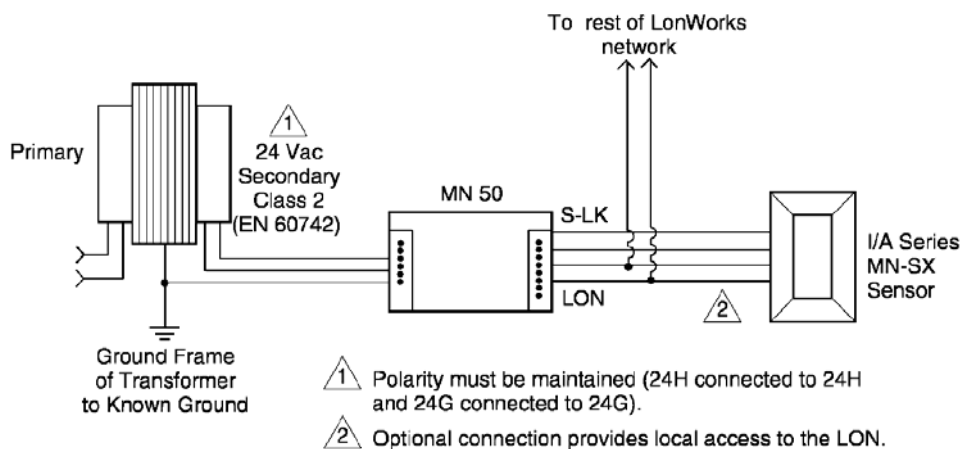 To rest of LonWorks
network
Primary
1
24 Vac
Secondary
Class 2
(EN 60742)
MN 50
S-LK
LON
2
I/A Series
MN-SX
Sensor
Ground Frame
of Transformer
to Known Ground
1 Polarity must be maintained (24H connected to 24H
and 24G connected to 24G).
2 Optional connection provides local access to the LON.